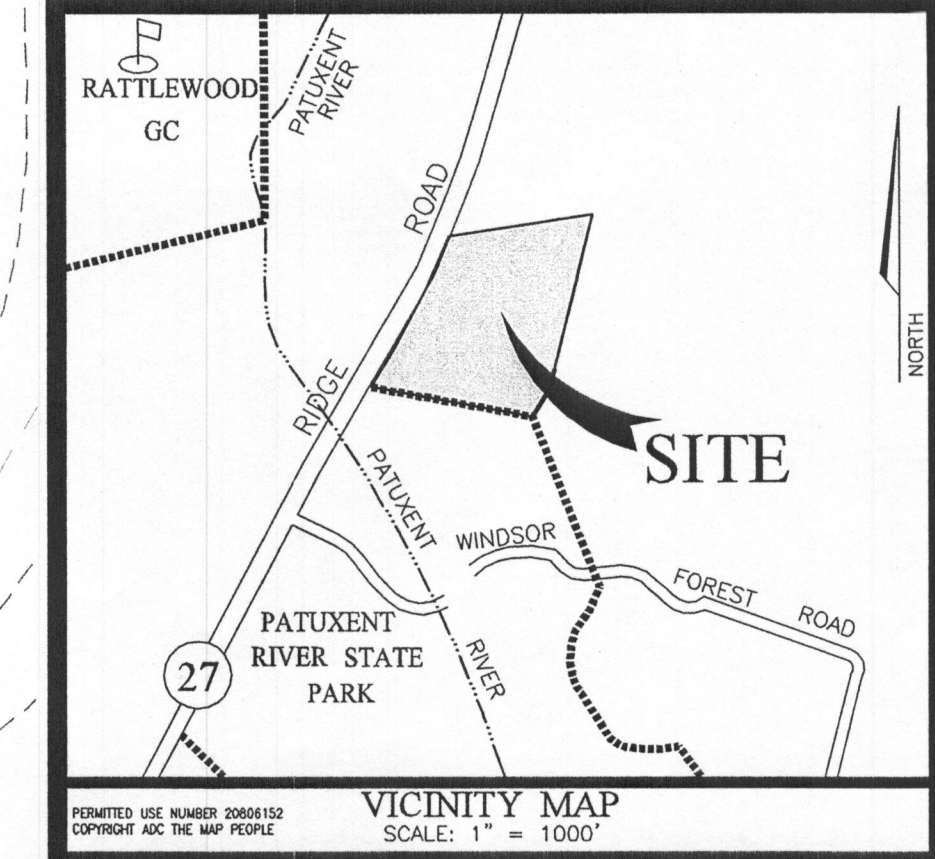 RATTLEWOOD
GC
PATUXENT
RIVER
RIDGE ROAD
NORTH
SITE
PATUXENT RIVER
WINDSOR FOREST ROAD
PATUXENT
RIVER STATE
PARK
27
PERMITTED USE NUMBER 20806152
COPYRIGHT ADC THE MAP PEOPLE
VICINITY MAP
SCALE: 1" = 1000'